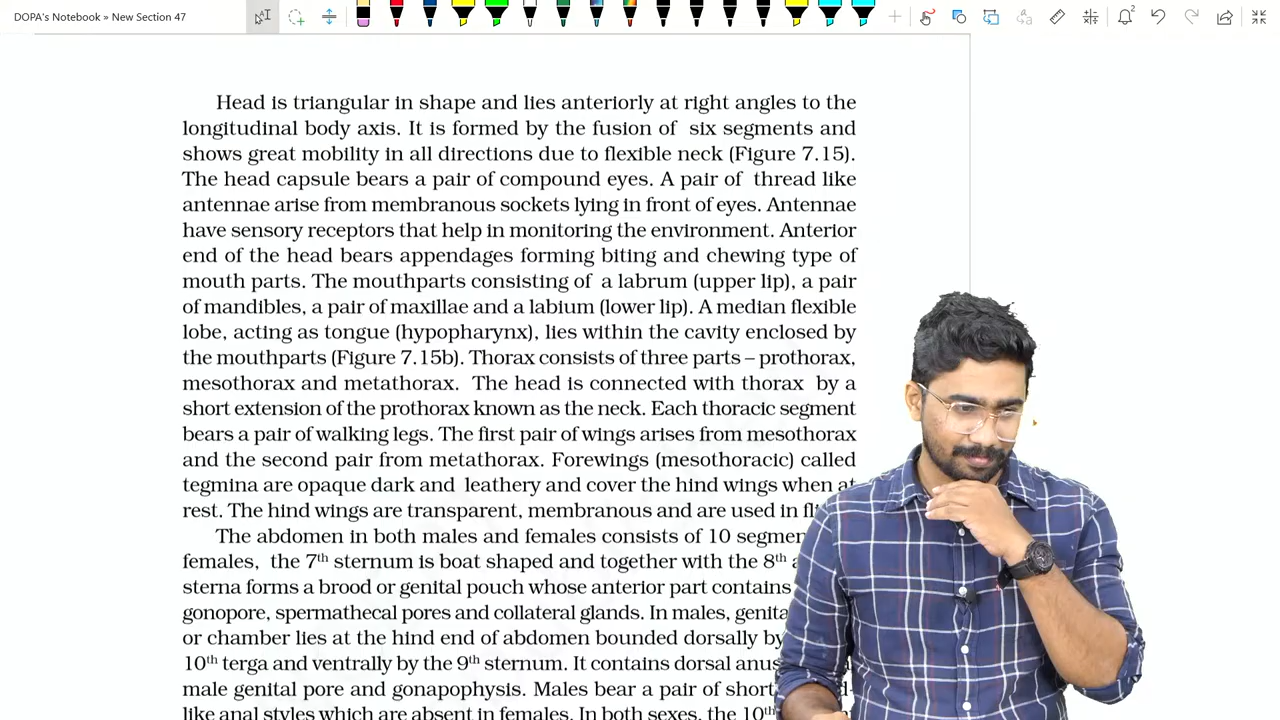 DOPA's Notebook » New Section 47
Head is triangular in shape and lies anteriorly at right angles to the
longitudinal body axis. It is formed by the fusion of six segments and
shows great mobility in all directions due to flexible neck (Figure 7.15).
The head capsule bears a pair of compound eyes. A pair of thread like
antennae arise from membranous sockets lying in front of eyes. Antennae
have sensory receptors that help in monitoring the environment. Anterior
end of the head bears appendages forming biting and chewing type of
mouth parts. The mouthparts consisting of a labrum (upper lip), a pair
of mandibles, a pair of maxillae and a labium (lower lip). A median flexible
lobe, acting as tongue (hypopharynx), lies within the cavity enclosed by
the mouthparts (Figure 7.15b). Thorax consists of three parts – prothorax,
mesothorax and metathorax. The head is connected with thorax by a
short extension of the prothorax known as the neck. Each thoracic segment
bears a pair of walking legs. The first pair of wings arises from mesothorax
and the second pair from metathorax. Forewings (mesothoracic) called
tegmina are opaque dark and leathery and cover the hind wings when at
rest. The hind wings are transparent, membranous and are used in
The abdomen in both males and females consists of 10
females, the 7th sternum is boat shaped and together with the 8th
sterna forms a brood or genital pouch whose anterior part contains
gonopore, spermathecal pores and collateral glands. In males,
or chamber lies at the hind end of abdomen bounded dorsally by
10th terga and ventrally by the 9th sternum. It contains dorsal
male genital pore and gonapophysis. Males bear a pair of short,
like anal styles which are absent in females. In both sexes, the 10th